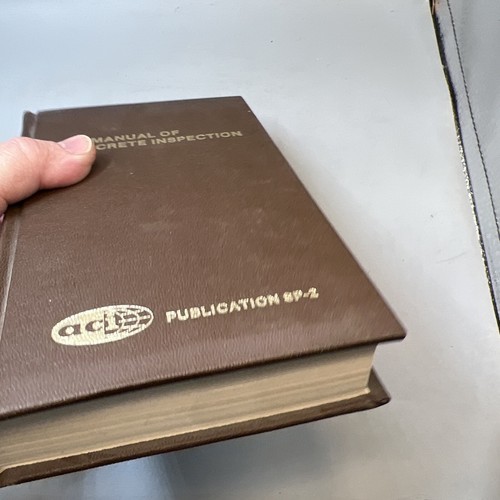 MANUAL OF
CRETE INSPECTION
aci
PUBLICATION SP-2